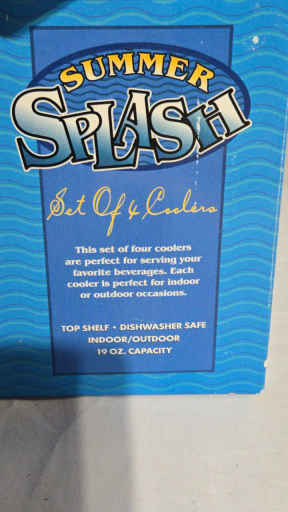 SUMMER
SPLASH
Set Of 4 Coolers
This set of four coolers
are perfect for serving your
favorite beverages. Each
cooler is perfect for indoor
or outdoor occasions.
TOP SHELF • DISHWASHER SAFE
INDOOR/OUTDOOR
19 OZ. CAPACITY